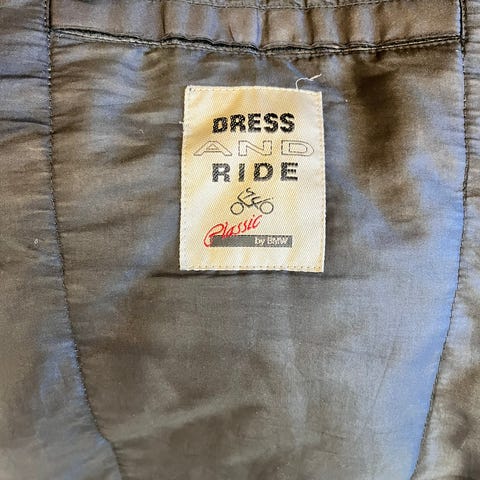 DRESS
AND
RIDE
Classic
by BMW